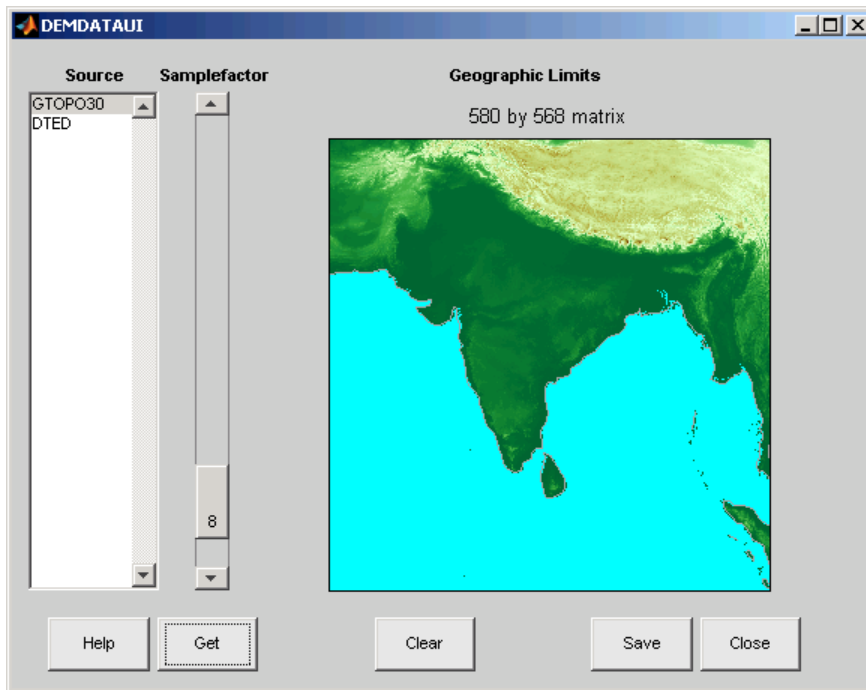 DEMDATAUI
Source
Samplefactor
Geographic Limits
GTOPO30
DTED
580 by 568 matrix
8
Help
Get
Clear
Save
Close